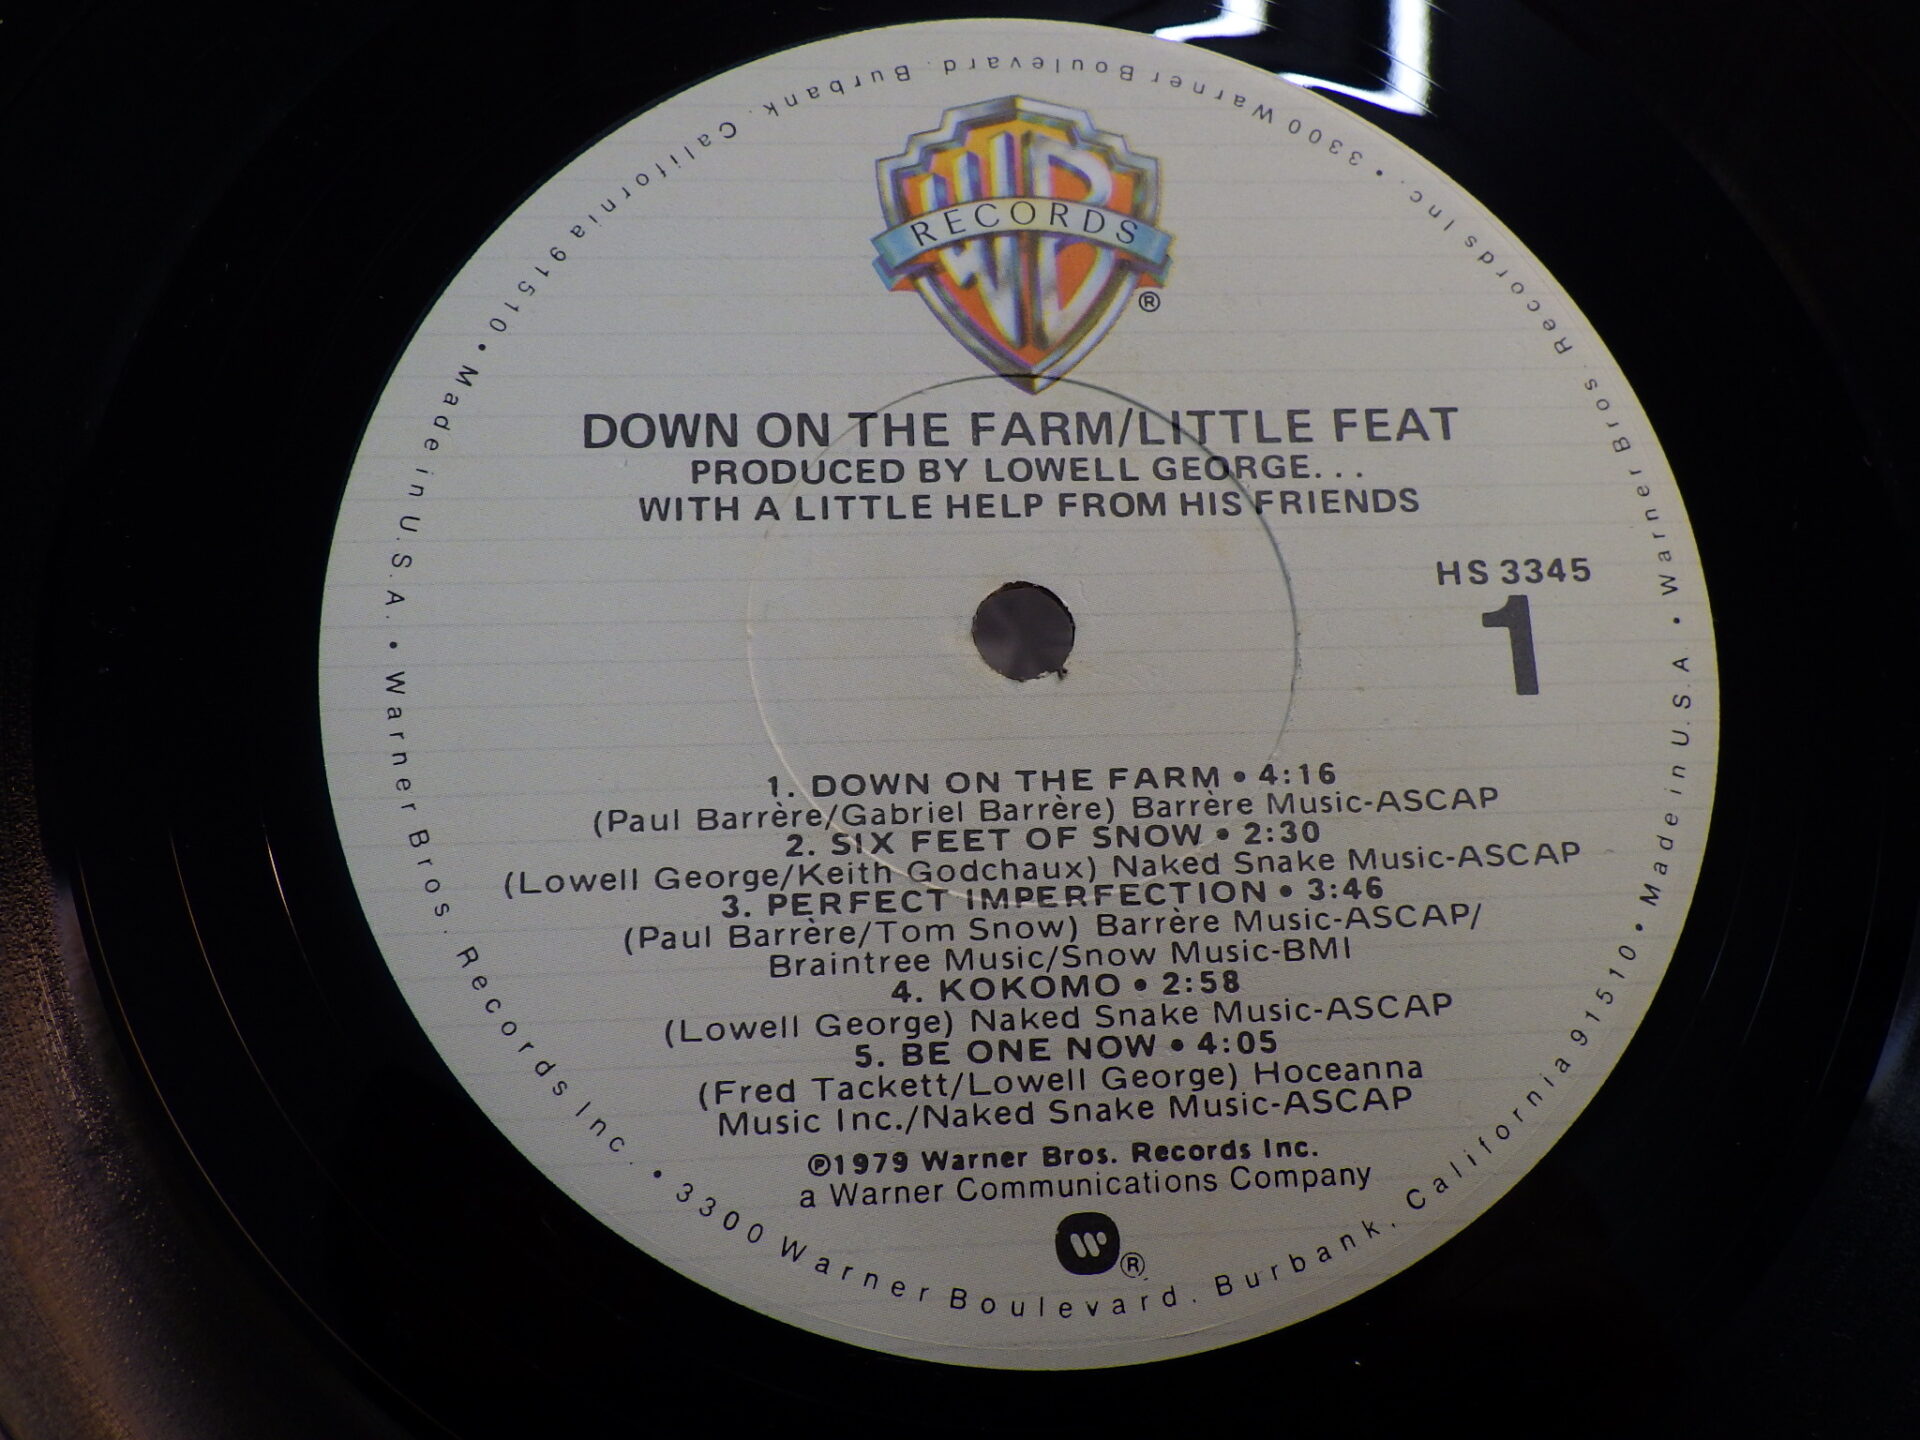 WB
RECORDS
®
DOWN ON THE FARM/LITTLE FEAT
PRODUCED BY LOWELL GEORGE...
WITH A LITTLE HELP FROM HIS FRIENDS
HS 3345
1
1. DOWN ON THE FARM • 4:16
(Paul Barrère/Gabriel Barrère) Barrère Music-ASCAP
2. SIX FEET OF SNOW • 2:30
(Lowell George/Keith Godchaux) Naked Snake Music-ASCAP
3. PERFECT IMPERFECTION • 3:46
(Paul Barrère/Tom Snow) Barrère Music-ASCAP/
Braintree Music/Snow Music-BMI
4. KOKOMO • 2:58
(Lowell George) Naked Snake Music-ASCAP
5. BE ONE NOW • 4:05
(Fred Tackett/Lowell George) Hoceanna
Music Inc./Naked Snake Music-ASCAP
℗1979 Warner Bros. Records Inc.
a Warner Communications Company
W ®
Warner Bros. Records Inc. • 3300 Warner Boulevard. Burbank. California 91510 • Made in U.S.A. • Warner Bros. Records Inc. • 3300 Warner Boulevard. Burbank. California 91510 • Made in U.S.A •